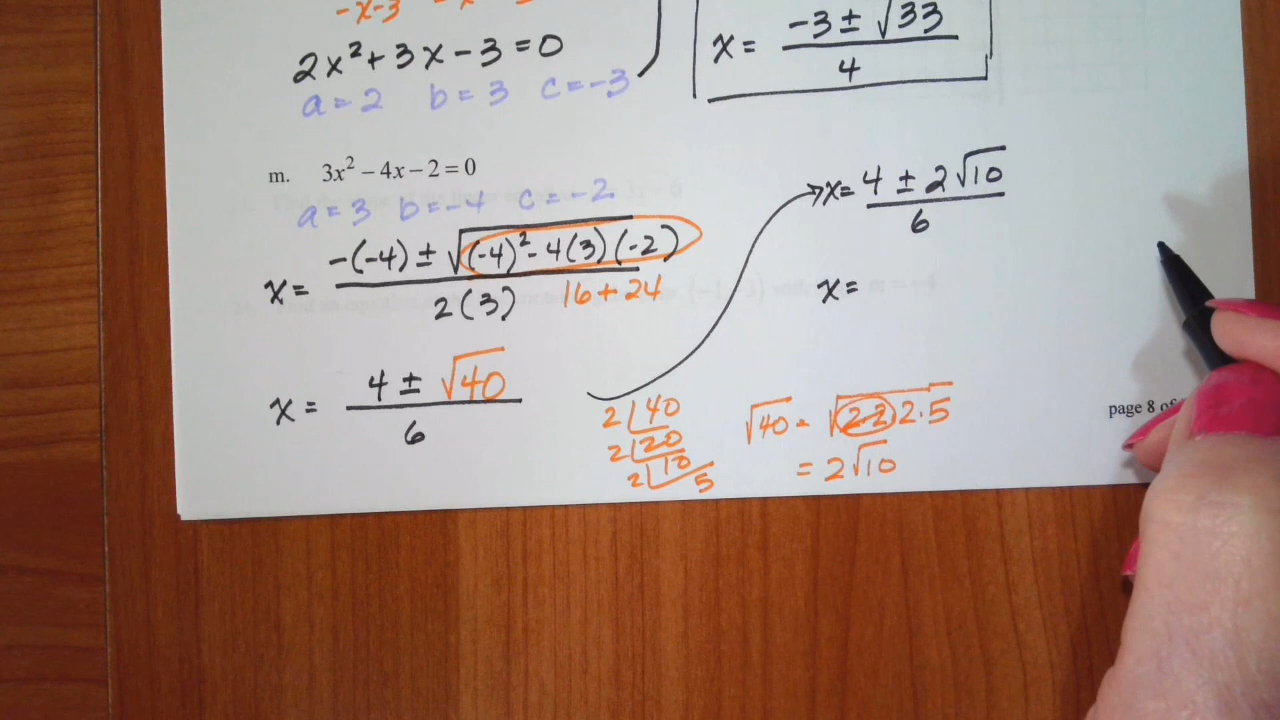 -x-3
2x²+3x-3=0
a=2 b=3 c=-3
x= -3 ± √33 / 4
m. 3x² – 4x – 2 = 0
a=3 b=-4 c=-2
x= -(-4) ± √(-4)²-4(3)(-2) / 2(3)
16+24
x= 4 ± √40 / 6
2 40
2 20
2 10
5
√40 = √2·2·2·5
= 2√10
x= 4 ± 2√10 / 6
x=
page 8 of